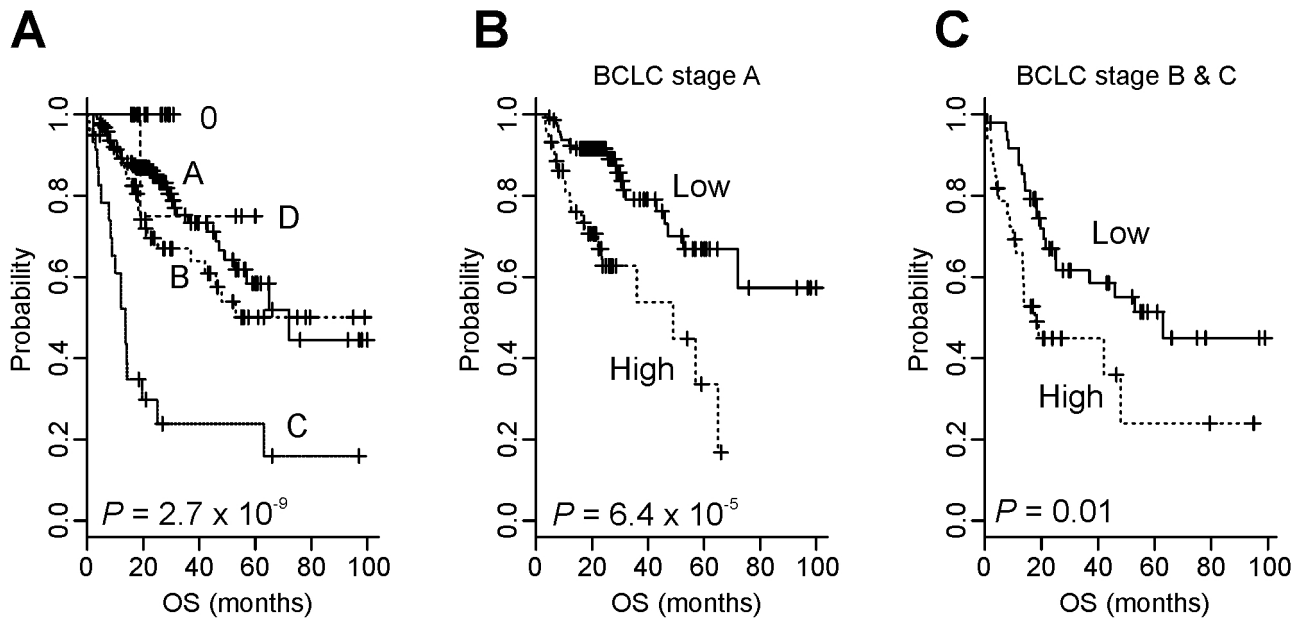 A
Probability
1.0
0.8
0.6
0.4
0.2
0.0
0
A
D
B
C
P = 2.7 x 10-9
0 20 40 60 80 100
OS (months)
B
BCLC stage A
Probability
1.0
0.8
0.6
0.4
0.2
0.0
Low
High
P = 6.4 x 10-5
0 20 40 60 80 100
OS (months)
C
BCLC stage B & C
Probability
1.0
0.8
0.6
0.4
0.2
0.0
Low
High
P = 0.01
0 20 40 60 80 100
OS (months)